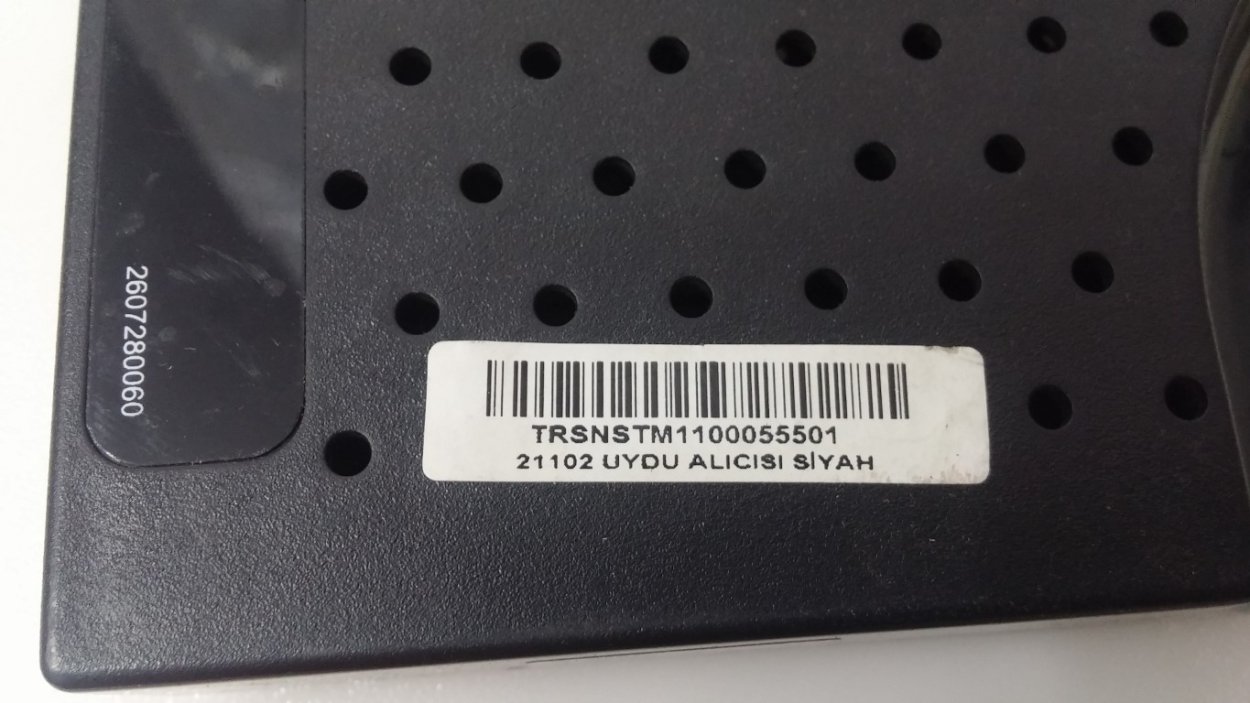 2607280060
TRSNSTM1100055501
21102 UYDU ALICISI SİYAH